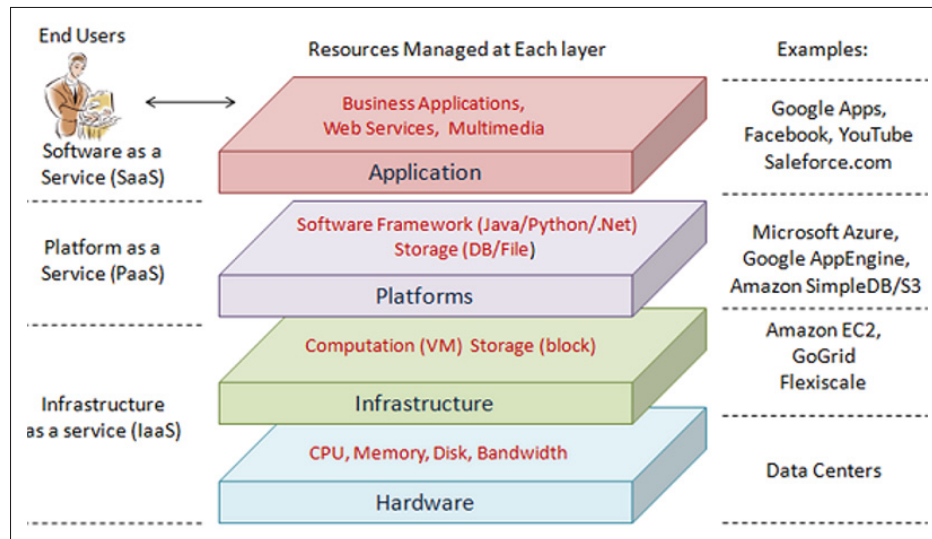 End Users
Resources Managed at Each layer
Examples:
Business Applications,
Web Services, Multimedia
Application
Software as a
Service (SaaS)
Google Apps,
Facebook, YouTube
Saleforce.com
Software Framework (Java/Python/.Net)
Storage (DB/File)
Platforms
Platform as a
Service (PaaS)
Microsoft Azure,
Google AppEngine,
Amazon SimpleDB/S3
Computation (VM) Storage (block)
Infrastructure
Amazon EC2,
GoGrid
Flexiscale
Infrastructure
as a service (IaaS)
CPU, Memory, Disk, Bandwidth
Hardware
Data Centers